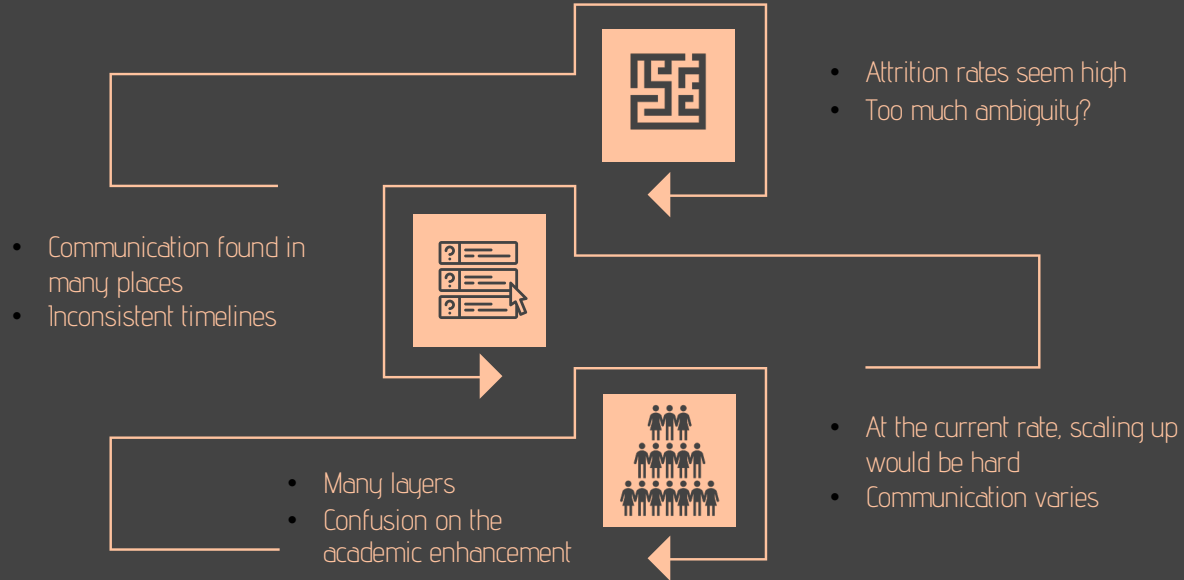 • Attrition rates seem high
• Too much ambiguity?
• Communication found in
many places
• Inconsistent timelines
• At the current rate, scaling up
would be hard
• Communication varies
• Many layers
• Confusion on the
academic enhancement